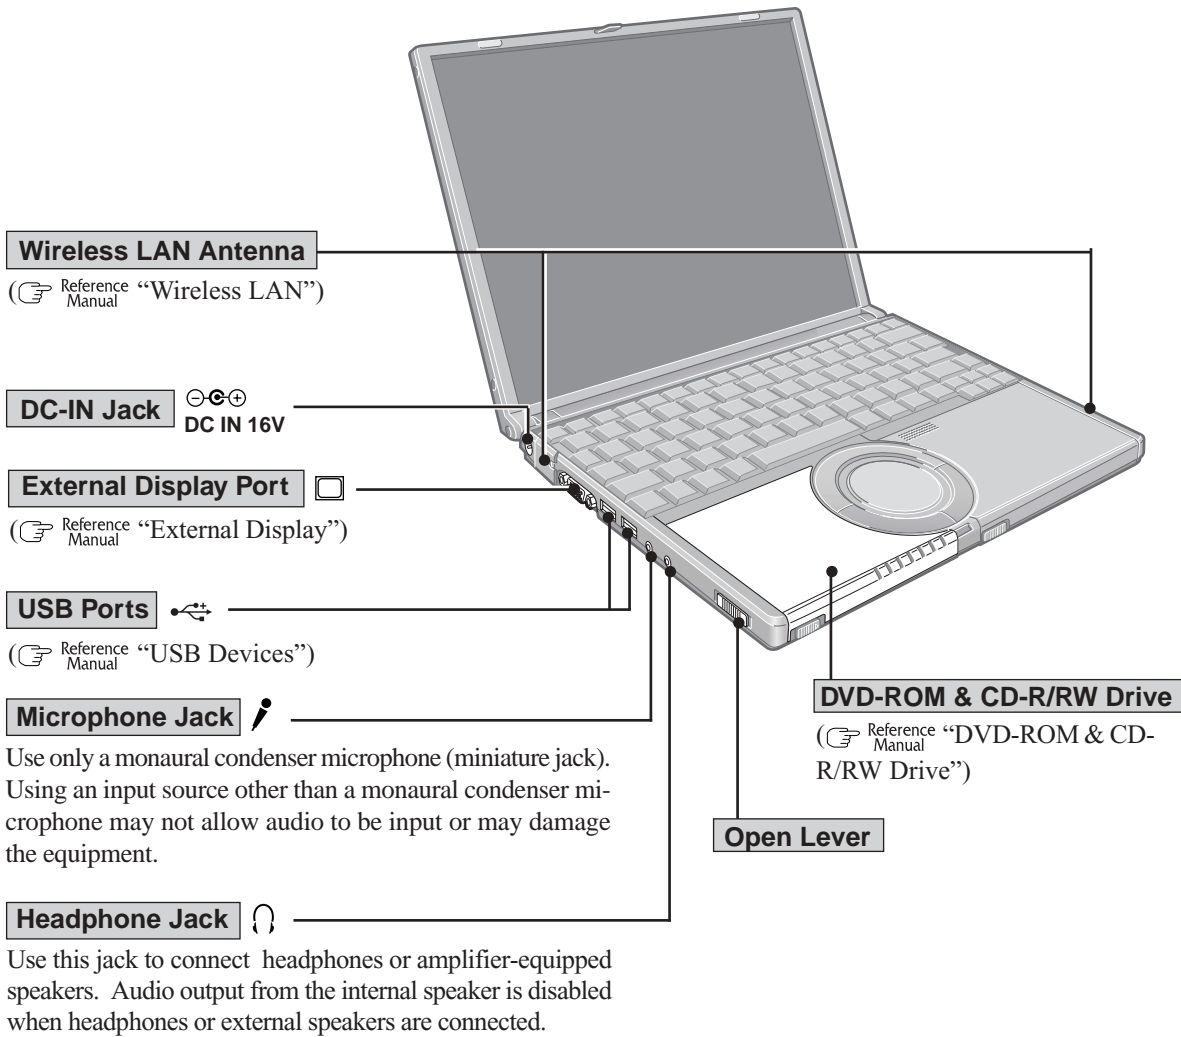 Wireless LAN Antenna
(Reference Manual “Wireless LAN”)
DC-IN Jack
DC IN 16V
External Display Port
(Reference Manual “External Display”)
USB Ports
(Reference Manual “USB Devices”)
Microphone Jack
Use only a monaural condenser microphone (miniature jack).
Using an input source other than a monaural condenser mi-
crophone may not allow audio to be input or may damage
the equipment.
Headphone Jack
Use this jack to connect headphones or amplifier-equipped
speakers. Audio output from the internal speaker is disabled
when headphones or external speakers are connected.
DVD-ROM & CD-R/RW Drive
(Reference Manual “DVD-ROM & CD-
R/RW Drive”)
Open Lever